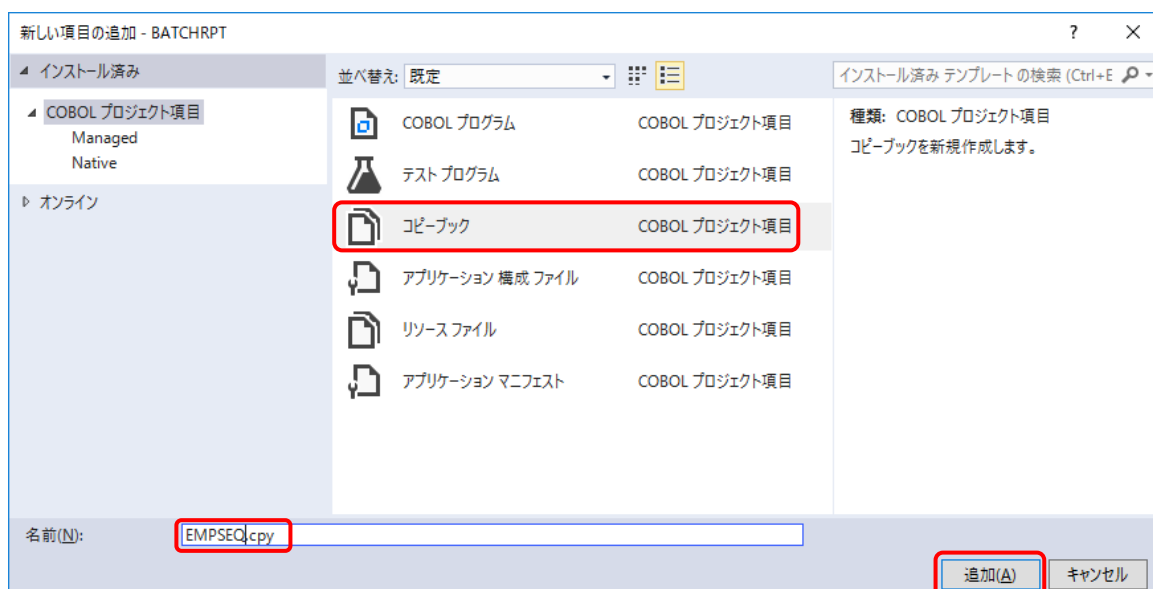 新しい項目の追加 - BATCHRPT ? ×
インストール済み
並べ替え: 既定
インストール済み テンプレート の検索 (Ctrl+E
COBOL プロジェクト項目
Managed
Native
オンライン
COBOL プログラム COBOL プロジェクト項目
テスト プログラム COBOL プロジェクト項目
コピーブック COBOL プロジェクト項目
アプリケーション 構成 ファイル COBOL プロジェクト項目
リソース ファイル COBOL プロジェクト項目
アプリケーション マニフェスト COBOL プロジェクト項目
種類: COBOL プロジェクト項目
コピーブックを新規作成します。
名前(N): EMPSEQ.cpy
追加(A) キャンセル